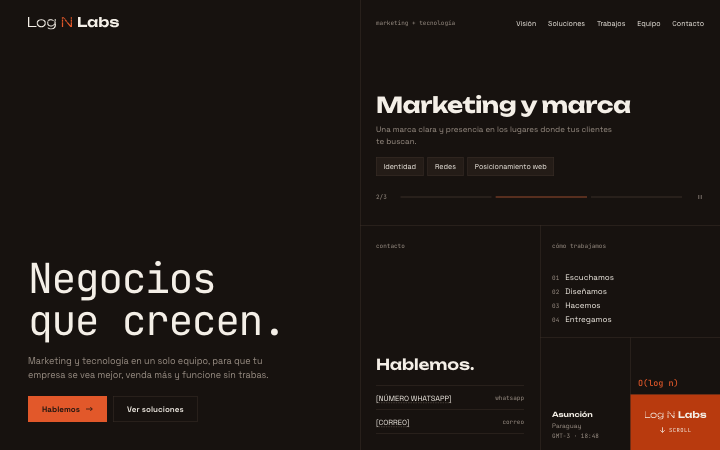 Log N Labs
marketing + tecnología
Visión Soluciones Trabajos Equipo Contacto
Marketing y marca
Una marca clara y presencia en los lugares donde tus clientes
te buscan.
Identidad Redes Posicionamiento web
2/3
Negocios
que crecen.
Marketing y tecnología en un solo equipo, para que tu
empresa se vea mejor, venda más y funcione sin trabas.
Hablemos → Ver soluciones
contacto
Hablemos.
[NÚMERO WHATSAPP] whatsapp
[CORREO] correo
cómo trabajamos
01 Escuchamos
02 Diseñamos
03 Hacemos
04 Entregamos
Asunción
Paraguay
GMT-3 · 18:48
O(log n)
Log N Labs
↓ SCROLL